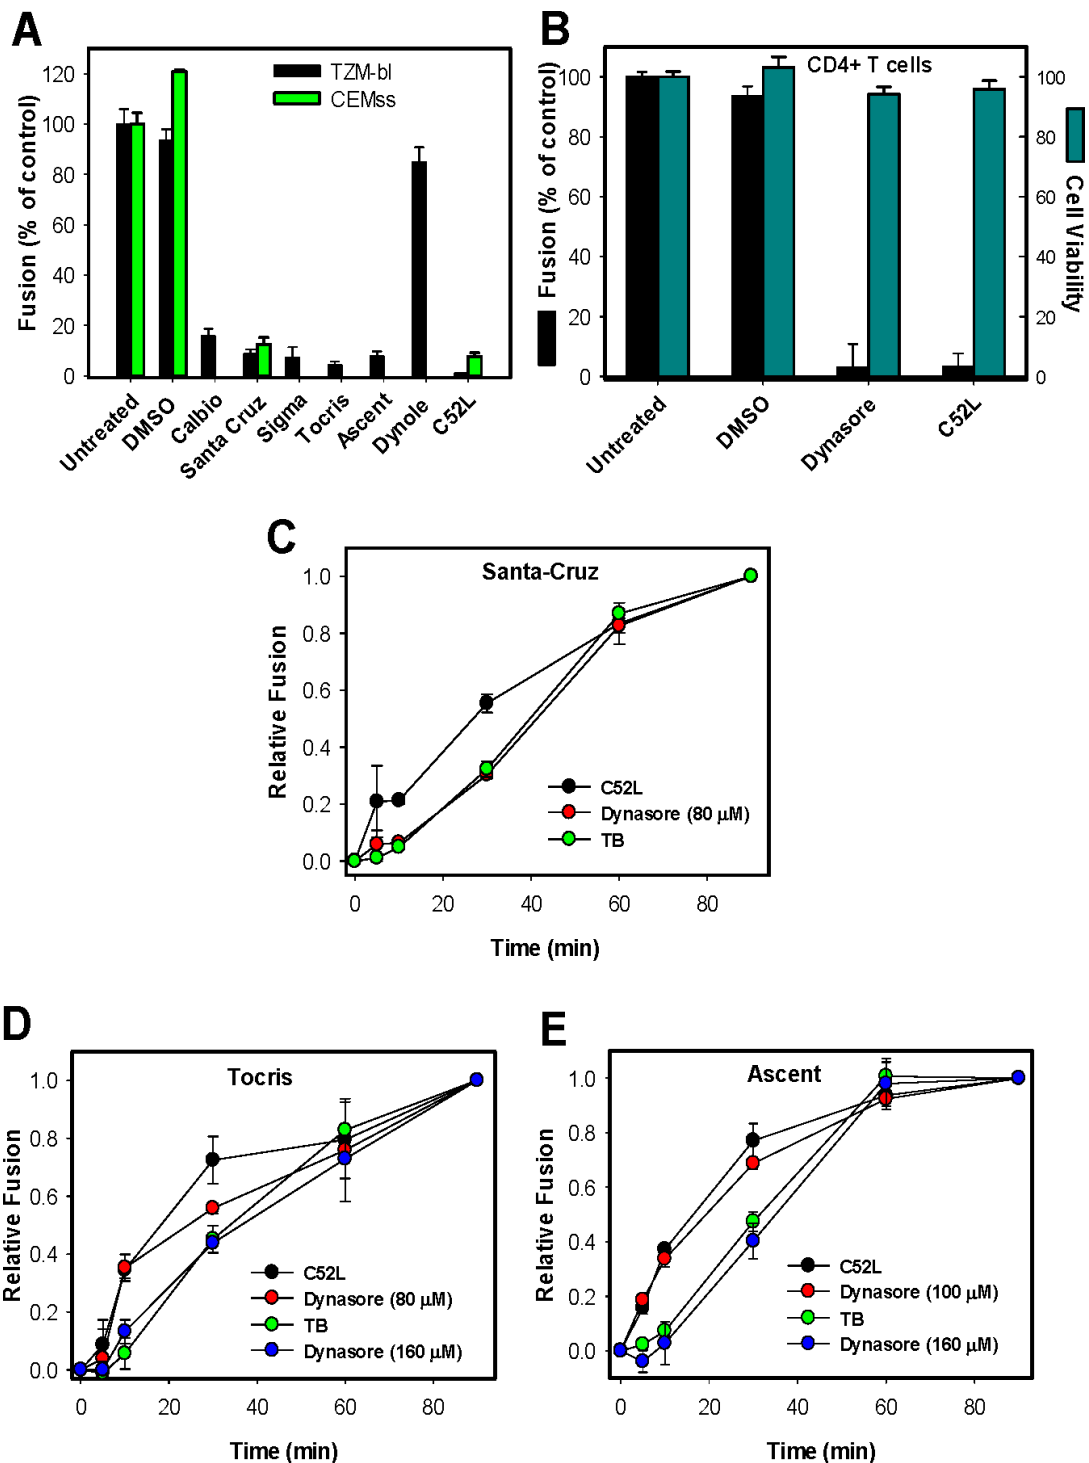 A
TZM-bl
CEMss
Fusion (% of control)
120
100
80
60
40
20
0
Untreated
DMSO
Calbio
Santa Cruz
Sigma
Tocris
Ascent
Dynole
C52L
B
CD4+ T cells
Fusion (% of control)
100
80
60
40
20
0
100
80
60
40
20
0
Cell Viability
Untreated
DMSO
Dynasore
C52L
C
Santa-Cruz
Relative Fusion
1.0
0.8
0.6
0.4
0.2
0.0
C52L
Dynasore (80 µM)
TB
0 20 40 60 80
Time (min)
D
Tocris
Relative Fusion
1.0
0.8
0.6
0.4
0.2
0.0
C52L
Dynasore (80 µM)
TB
Dynasore (160 µM)
0 20 40 60 80
Time (min)
E
Ascent
Relative Fusion
1.0
0.8
0.6
0.4
0.2
0.0
C52L
Dynasore (100 µM)
TB
Dynasore (160 µM)
0 20 40 60 80
Time (min)